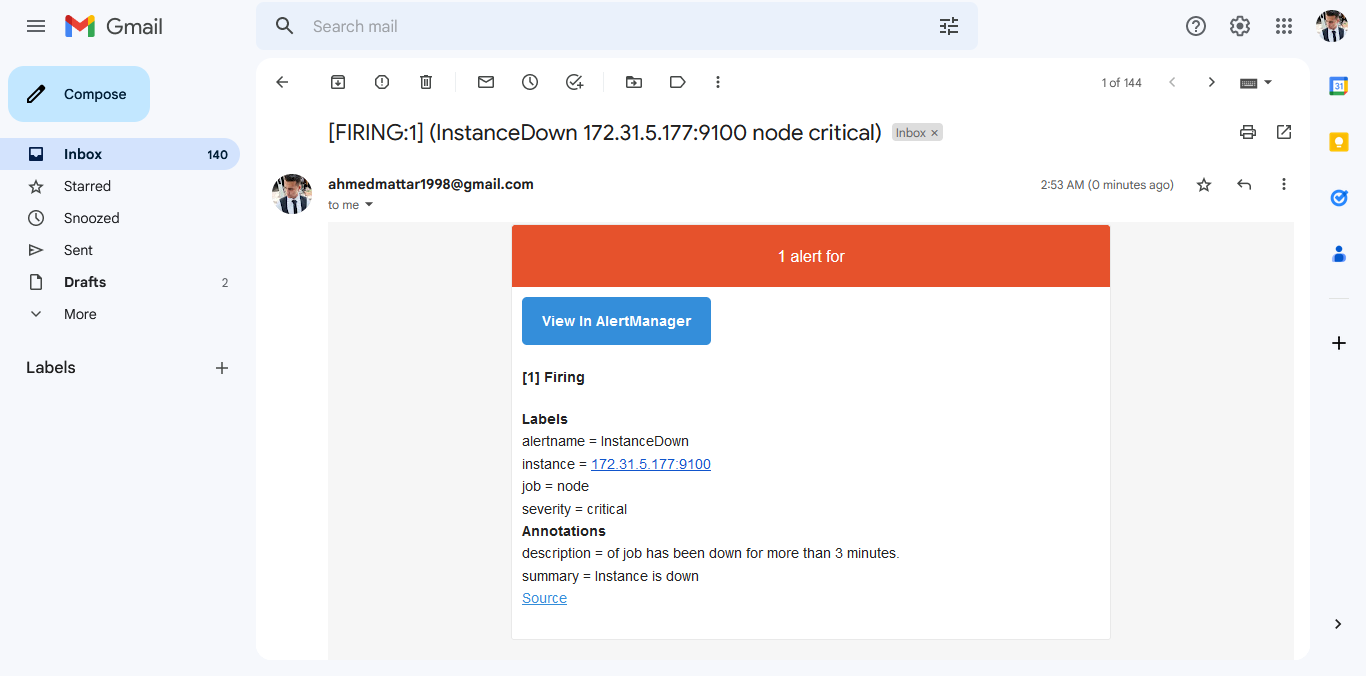 Gmail
Search mail
Compose
Inbox 140
Starred
Snoozed
Sent
Drafts 2
More
Labels
1 of 144
[FIRING:1] (InstanceDown 172.31.5.177:9100 node critical) Inbox ×
ahmedmattar1998@gmail.com 2:53 AM (0 minutes ago)
to me
1 alert for
View In AlertManager
[1] Firing
Labels
alertname = InstanceDown
instance = 172.31.5.177:9100
job = node
severity = critical
Annotations
description = of job has been down for more than 3 minutes.
summary = Instance is down
Source
31